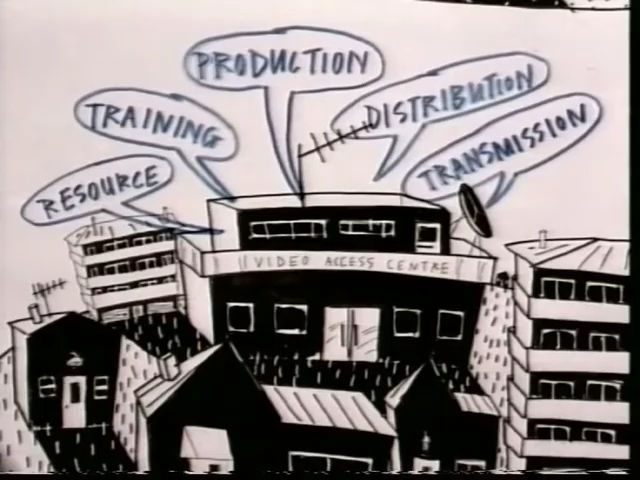 PRODUCTION
DISTRIBUTION
TRAINING
TRANSMISSION
RESOURCE
VIDEO ACCESS CENTRE